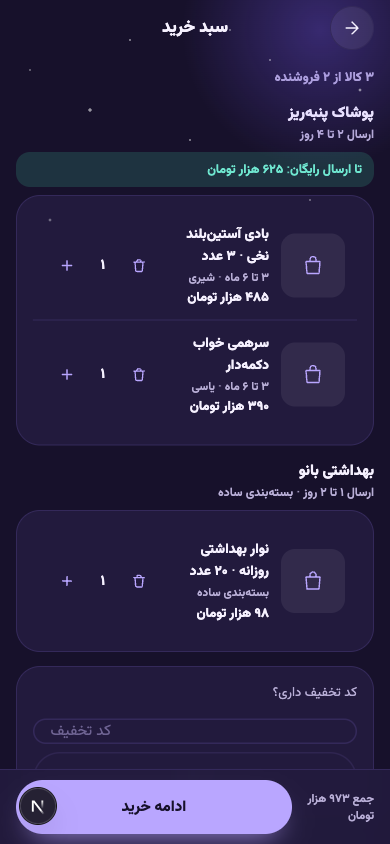 سبد خرید
۳ کالا از ۲ فروشنده
پوشاک پنبه‌ریز
ارسال ۲ تا ۴ روز
تا ارسال رایگان: ۶۲۵ هزار تومان
بادی آستین‌بلند
نخی · ۳ عدد
۳ تا ۶ ماه · شیری
۴۸۵ هزار تومان
۱
سرهمی خواب
دکمه‌دار
۳ تا ۶ ماه · یاسی
۳۹۰ هزار تومان
۱
بهداشتی بانو
ارسال ۱ تا ۲ روز · بسته‌بندی ساده
نوار بهداشتی
روزانه · ۲۰ عدد
بسته‌بندی ساده
۹۸ هزار تومان
۱
کد تخفیف داری؟
کد تخفیف
جمع ۹۷۳ هزار
تومان
ادامه خرید
N